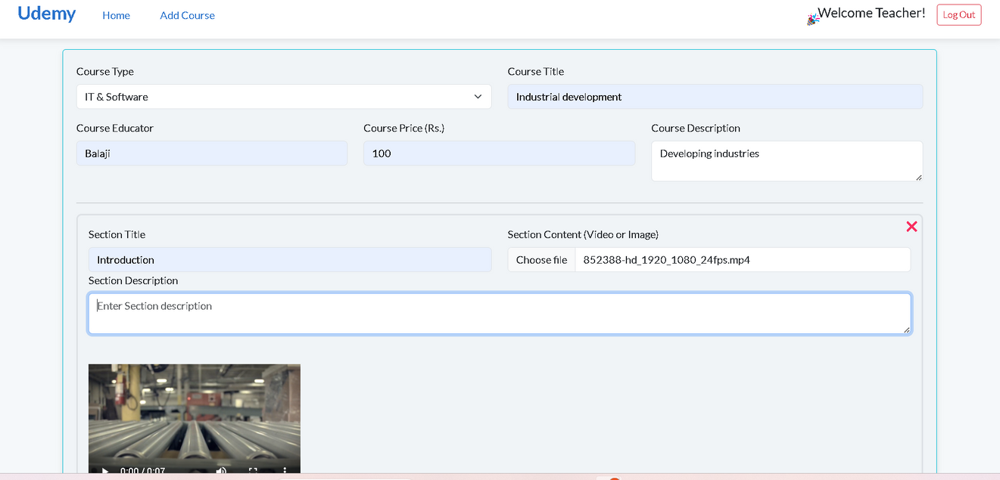 Udemy Home Add Course Welcome Teacher! Log Out
Course Type Course Title
IT & Software Industrial development
Course Educator Course Price (Rs.) Course Description
Balaji 100 Developing industries
Section Title Section Content (Video or Image)
Introduction Choose file 852388-hd_1920_1080_24fps.mp4
Section Description
Enter Section description
0:00 / 0:07